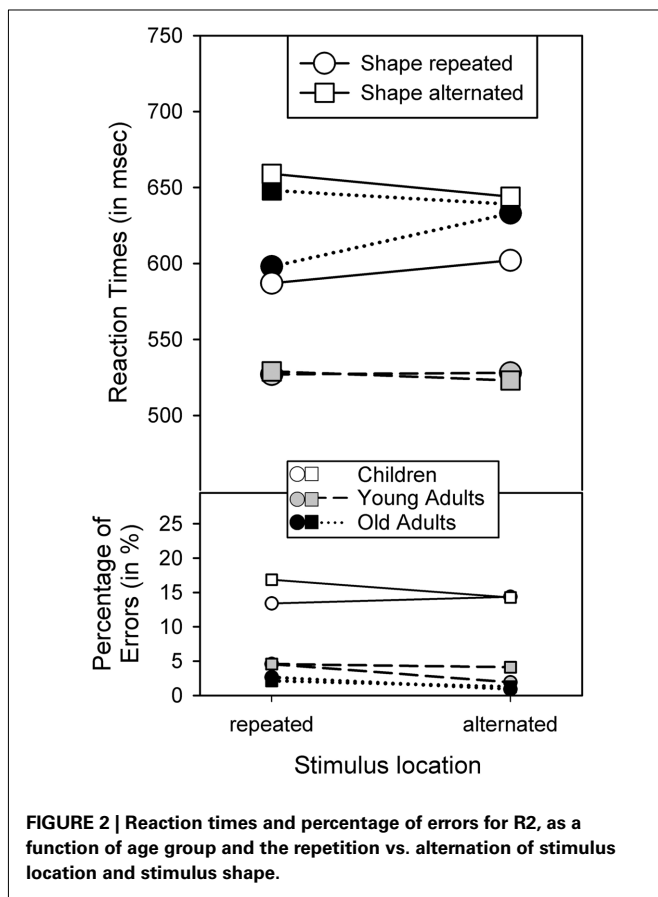 750
Shape repeated
Shape alternated
700
650
600
550
500
Reaction Times (in msec)
Children
Young Adults
Old Adults
25
20
15
10
5
0
Percentage of
Errors (in %)
repeated alternated
Stimulus location
FIGURE 2 | Reaction times and percentage of errors for R2, as a
function of age group and the repetition vs. alternation of stimulus
location and stimulus shape.